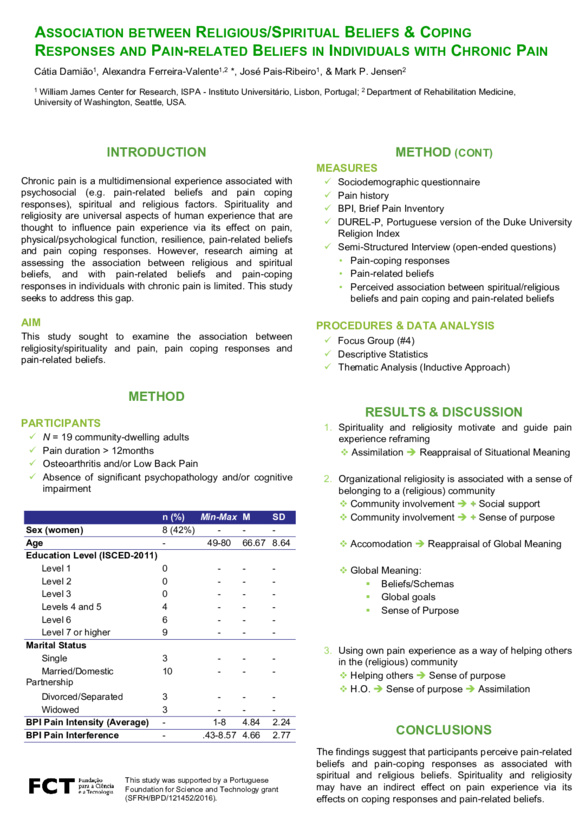 ASSOCIATION BETWEEN RELIGIOUS/SPIRITUAL BELIEFS & COPING
RESPONSES AND PAIN-RELATED BELIEFS IN INDIVIDUALS WITH CHRONIC PAIN
Cátia Damião¹, Alexandra Ferreira-Valente¹,² *, José Pais-Ribeiro¹, & Mark P. Jensen²
¹ William James Center for Research, ISPA - Instituto Universitário, Lisbon, Portugal; ² Department of Rehabilitation Medicine,
University of Washington, Seattle, USA.
INTRODUCTION
Chronic pain is a multidimensional experience associated with
psychosocial (e.g. pain-related beliefs and pain coping
responses), spiritual and religious factors. Spirituality and
religiosity are universal aspects of human experience that are
thought to influence pain experience via its effect on pain,
physical/psychological function, resilience, pain-related beliefs
and pain coping responses. However, research aiming at
assessing the association between religious and spiritual
beliefs, and with pain-related beliefs and pain-coping
responses in individuals with chronic pain is limited. This study
seeks to address this gap.
AIM
This study sought to examine the association between
religiosity/spirituality and pain, pain coping responses and
pain-related beliefs.
METHOD
PARTICIPANTS
✓ N = 19 community-dwelling adults
✓ Pain duration > 12months
✓ Osteoarthritis and/or Low Back Pain
✓ Absence of significant psychopathology and/or cognitive
impairment
n (%) Min-Max M SD
Sex (women) 8 (42%) - - -
Age - 49-80 66.67 8.64
Education Level (ISCED-2011)
Level 1 0 - - -
Level 2 0 - - -
Level 3 0 - - -
Levels 4 and 5 4 - - -
Level 6 6 - - -
Level 7 or higher 9 - - -
Marital Status
Single 3 - - -
Married/Domestic 10 - - -
Partnership
Divorced/Separated 3 - - -
Widowed 3 - - -
BPI Pain Intensity (Average) - 1-8 4.84 2.24
BPI Pain Interference - .43-8.57 4.66 2.77
FCT Fundação
para a Ciência
e a Tecnologia
This study was supported by a Portuguese
Foundation for Science and Technology grant
(SFRH/BPD/121452/2016).
METHOD (CONT)
MEASURES
✓ Sociodemographic questionnaire
✓ Pain history
✓ BPI, Brief Pain Inventory
✓ DUREL-P, Portuguese version of the Duke University
Religion Index
✓ Semi-Structured Interview (open-ended questions)
• Pain-coping responses
• Pain-related beliefs
• Perceived association between spiritual/religious
beliefs and pain coping and pain-related beliefs
PROCEDURES & DATA ANALYSIS
✓ Focus Group (#4)
✓ Descriptive Statistics
✓ Thematic Analysis (Inductive Approach)
RESULTS & DISCUSSION
1. Spirituality and religiosity motivate and guide pain
experience reframing
❖ Assimilation ➔ Reappraisal of Situational Meaning
2. Organizational religiosity is associated with a sense of
belonging to a (religious) community
❖ Community involvement ➔ + Social support
❖ Community involvement ➔ + Sense of purpose
❖ Accomodation ➔ Reappraisal of Global Meaning
❖ Global Meaning:
▪ Beliefs/Schemas
▪ Global goals
▪ Sense of Purpose
3. Using own pain experience as a way of helping others
in the (religious) community
❖ Helping others ➔ Sense of purpose
❖ H.O. ➔ Sense of purpose ➔ Assimilation
CONCLUSIONS
The findings suggest that participants perceive pain-related
beliefs and pain-coping responses as associated with
spiritual and religious beliefs. Spirituality and religiosity
may have an indirect effect on pain experience via its
effects on coping responses and pain-related beliefs.